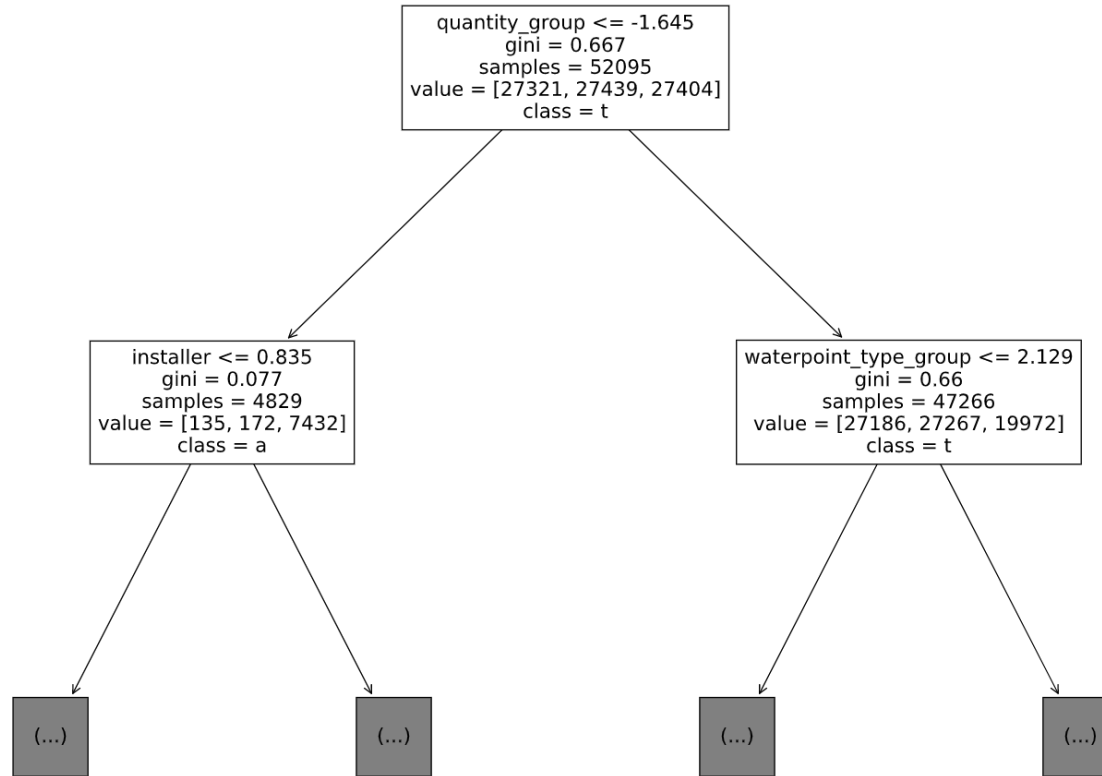 quantity_group <= -1.645
gini = 0.667
samples = 52095
value = [27321, 27439, 27404]
class = t
installer <= 0.835
gini = 0.077
samples = 4829
value = [135, 172, 7432]
class = a
waterpoint_type_group <= 2.129
gini = 0.66
samples = 47266
value = [27186, 27267, 19972]
class = t
(...)
(...)
(...)
(...)